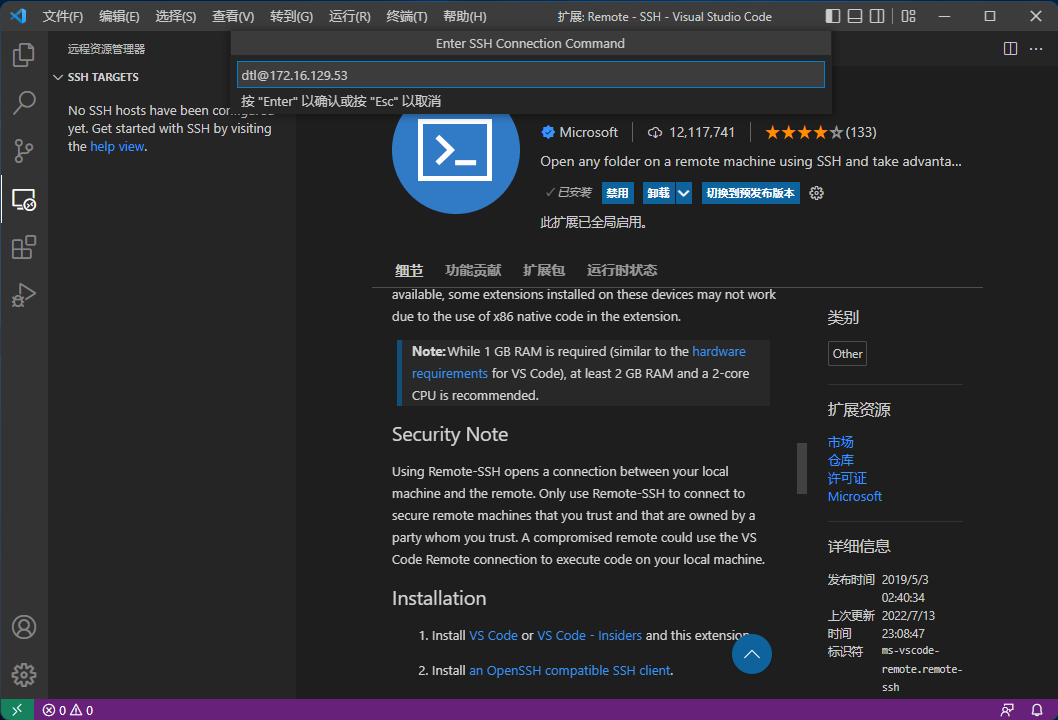 文件(F) 编辑(E) 选择(S) 查看(V) 转到(G) 运行(R) 终端(T) 帮助(H) 扩展: Remote - SSH - Visual Studio Code
Enter SSH Connection Command
dtl@172.16.129.53
按 "Enter" 以确认或按 "Esc" 以取消
远程资源管理器
SSH TARGETS
No SSH hosts have been configured
yet. Get started with SSH by visiting
the help view.
Microsoft 12,117,741 (133)
Open any folder on a remote machine using SSH and take advanta...
已安装 禁用 卸载 切换到预发布版本
此扩展已全局启用。
细节 功能贡献 扩展包 运行时状态
available, some extensions installed on these devices may not work
due to the use of x86 native code in the extension.
Note: While 1 GB RAM is required (similar to the hardware
requirements for VS Code), at least 2 GB RAM and a 2-core
CPU is recommended.
Security Note
Using Remote-SSH opens a connection between your local
machine and the remote. Only use Remote-SSH to connect to
secure remote machines that you trust and that are owned by a
party whom you trust. A compromised remote could use the VS
Code Remote connection to execute code on your local machine.
Installation
1. Install VS Code or VS Code - Insiders and this extension
2. Install an OpenSSH compatible SSH client.
类别
Other
扩展资源
市场
仓库
许可证
Microsoft
详细信息
发布时间 2019/5/3
02:40:34
上次更新 2022/7/13
时间 23:08:47
标识符 ms-vscode-
remote.remote-
ssh
0 0